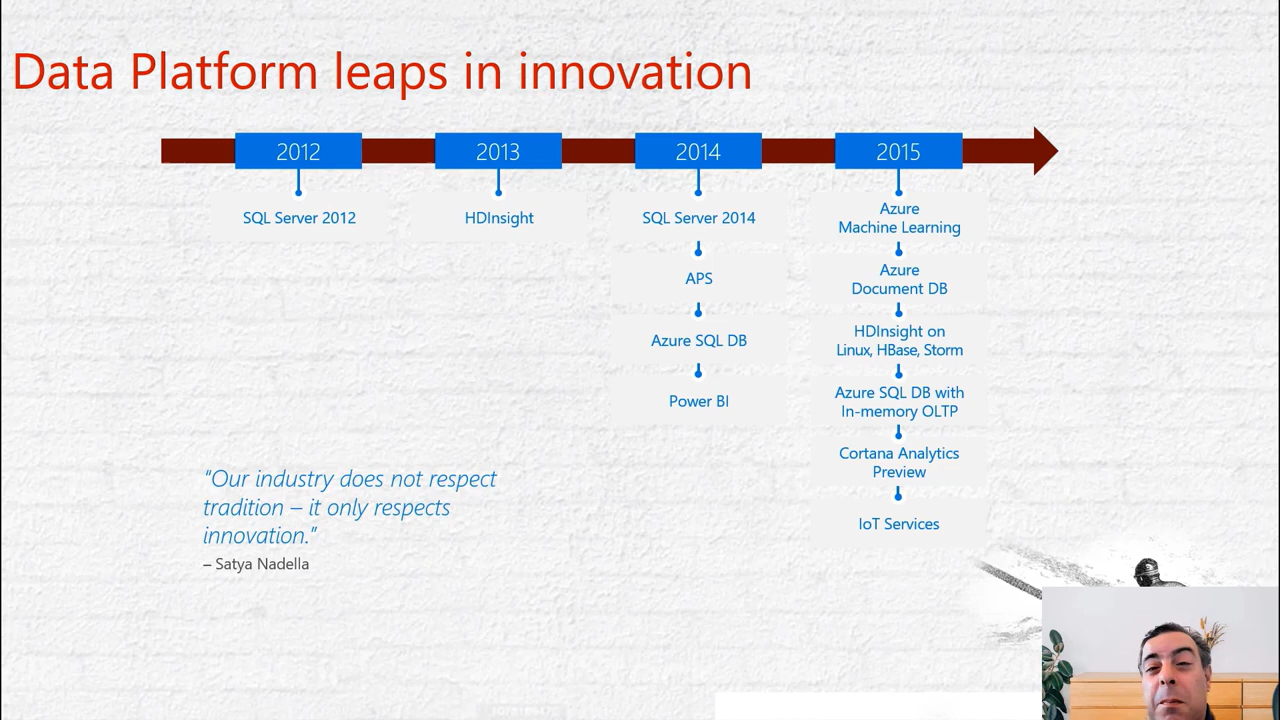 Data Platform leaps in innovation
2012
2013
2014
2015
SQL Server 2012
HDInsight
SQL Server 2014
APS
Azure SQL DB
Power BI
Azure
Machine Learning
Azure
Document DB
HDInsight on
Linux, HBase, Storm
Azure SQL DB with
In-memory OLTP
Cortana Analytics
Preview
IoT Services
"Our industry does not respect
tradition – it only respects
innovation."
– Satya Nadella